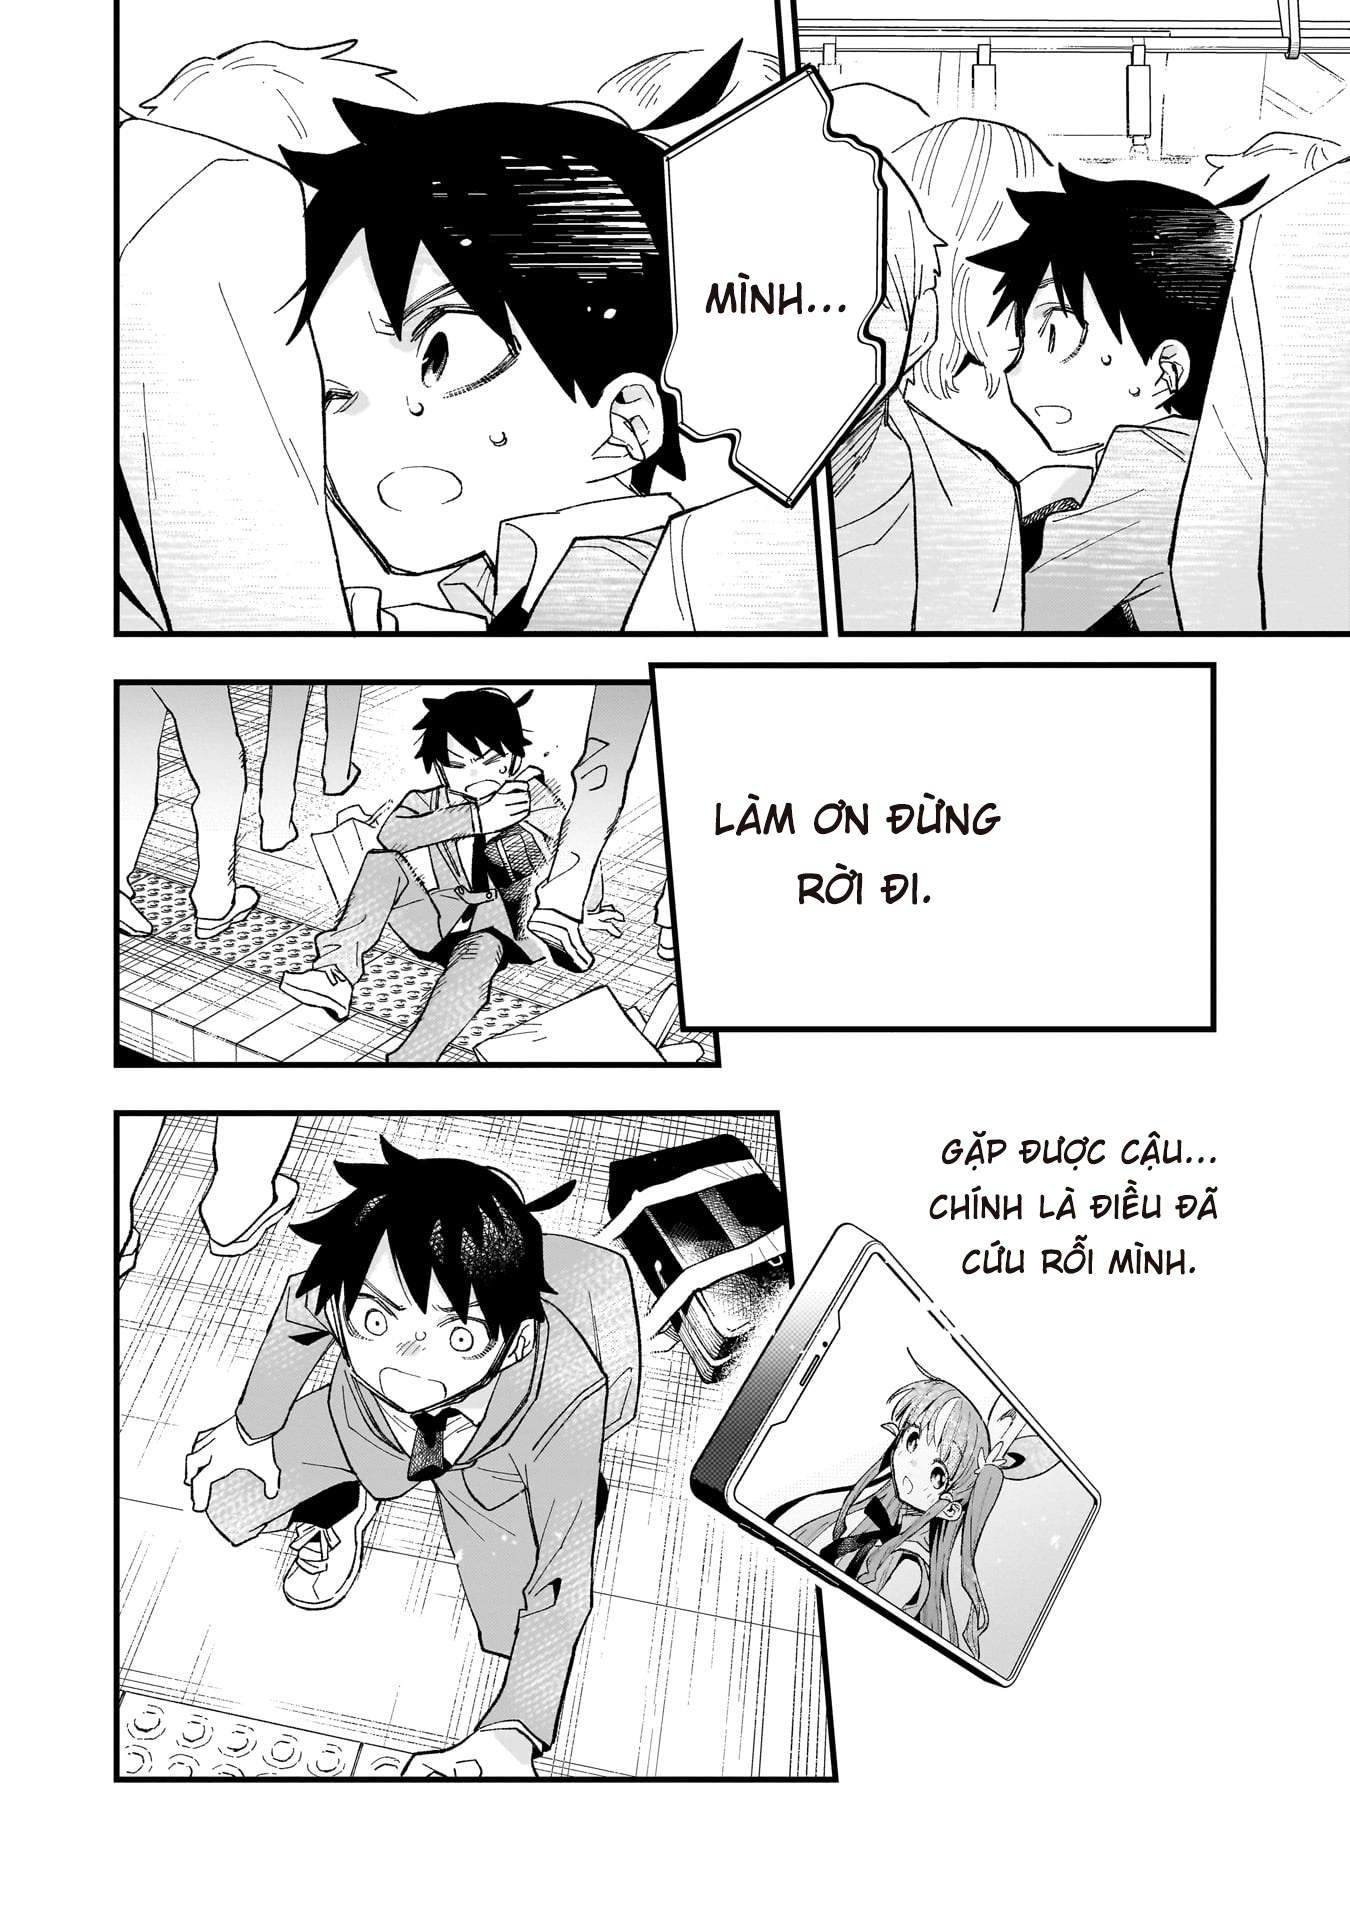 MÌNH...
LÀM ƠN ĐỪNG
RỜI ĐI.
GẶP ĐƯỢC CẬU...
CHÍNH LÀ ĐIỀU ĐÃ
CỨU RỖI MÌNH.